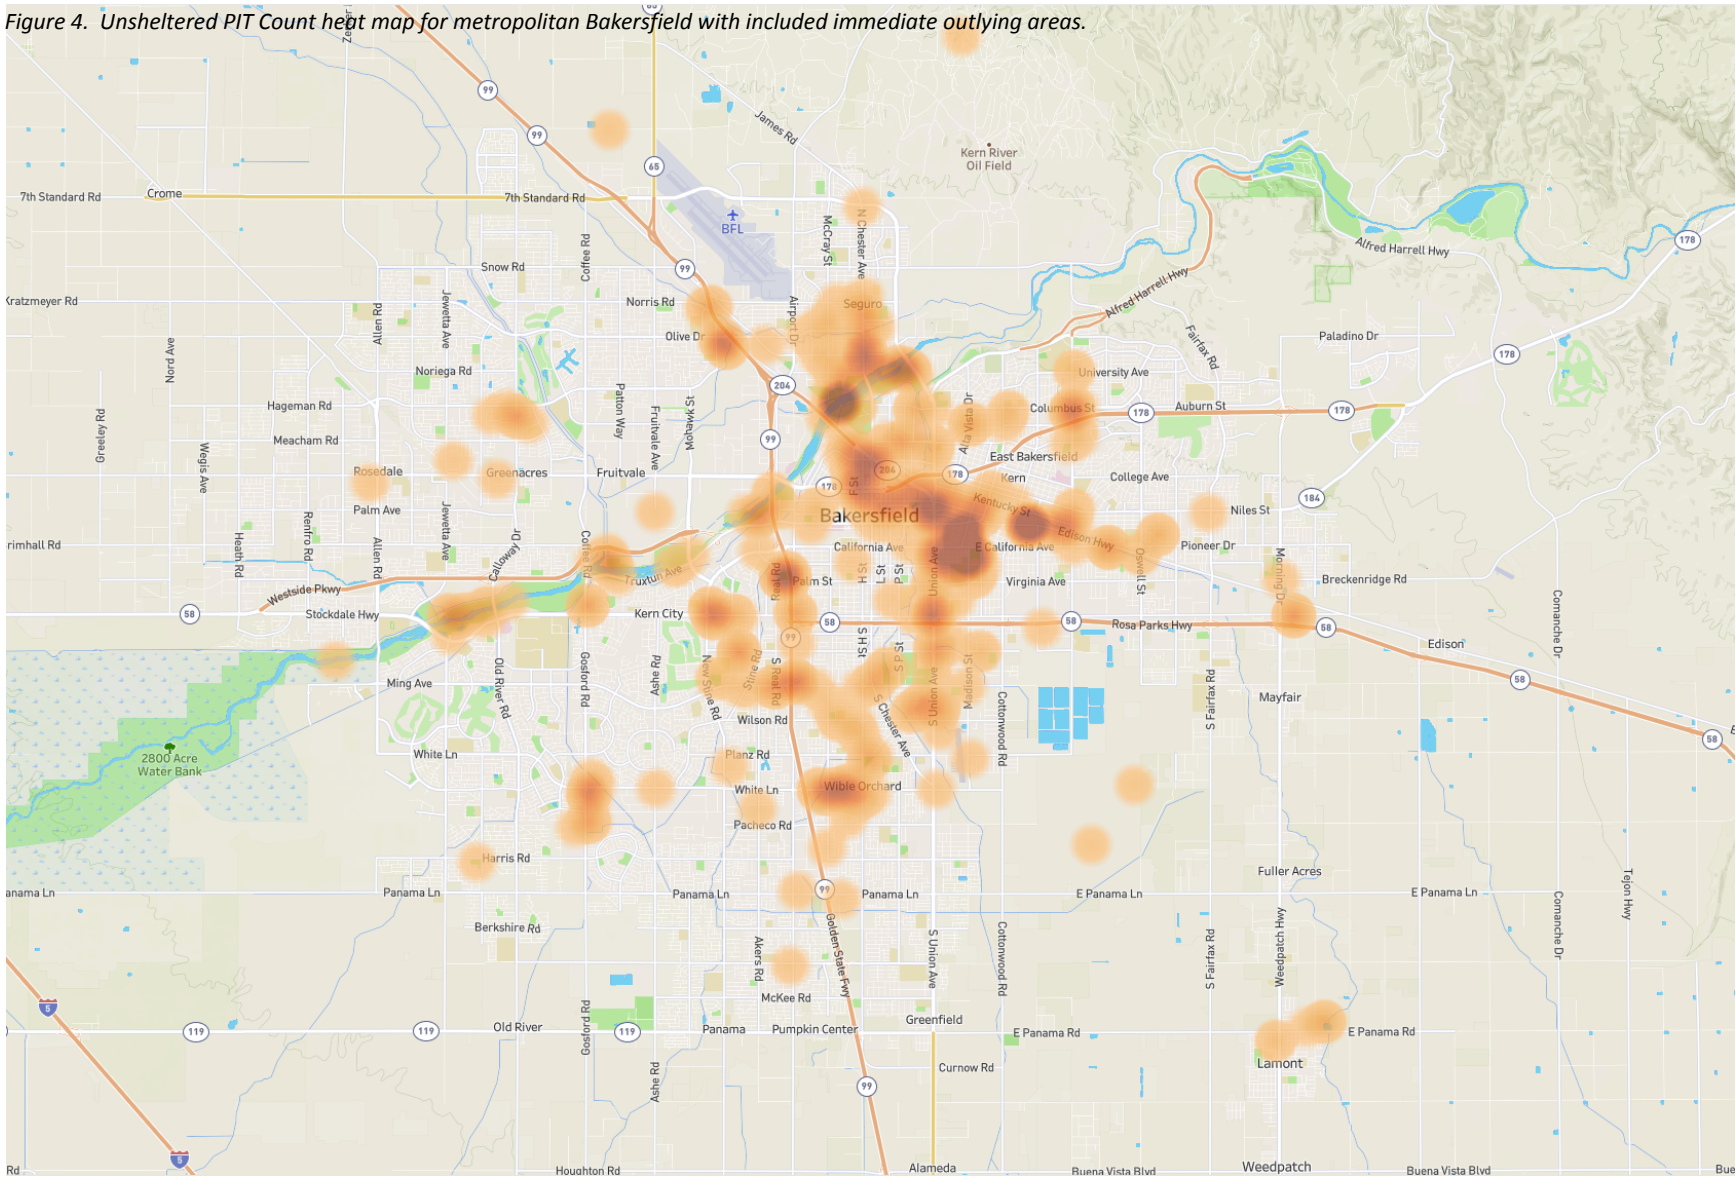 Figure 4. Unsheltered PIT Count heat map for metropolitan Bakersfield with included immediate outlying areas.
65
99
James Rd
99
Kern River
Oil Field
65
7th Standard Rd
Crome
7th Standard Rd
BFL
McCray St
N Chester Ave
178
Alfred Harrell Hwy
Coffee Rd
Snow Rd
99
Alfred Harrell Hwy
Kratzmeyer Rd
Allen Rd
Jewetta Ave
Norris Rd
Airport Dr
Seguro
Olive Dr
Fairfax Rd
Paladino Dr
Nord Ave
178
Noriega Rd
204
University Ave
Hageman Rd
Greeley Rd
Patton Way
Fruitvale Ave
Mohawk St
Alta Vista Dr
Columbus St
178
Auburn St
178
Meacham Rd
99
Wegis Ave
East Bakersfield
Rosedale
Greenacres
Fruitvale
204
178
Kern
College Ave
178
F St
184
Palm Ave
Kentucky St
Niles St
Bakersfield
Renfro Rd
Jewetta Ave
Heath Rd
Allen Rd
Calloway Dr
Coffee Rd
California Ave
E California Ave
Edison Hwy
Pioneer Dr
Truxtun Ave
Real Rd
Palm St
H St
L St
P St
Union Ave
Virginia Ave
Oswell St
Morning Dr
Breckenridge Rd
Westside Pkwy
58
Stockdale Hwy
Kern City
58
58
Rosa Parks Hwy
58
Comanche Dr
99
S H St
Edison
Old River Rd
Gosford Rd
Ashe Rd
New Stine Rd
Stine Rd
S Real Rd
S P St
S Union Ave
Madison St
58
Ming Ave
S Fairfax Rd
Mayfair
Wilson Rd
S Chester Ave
Cottonwood Rd
58
2800 Acre
Water Bank
White Ln
Planz Rd
White Ln
Wible Orchard
Pacheco Rd
Harris Rd
Fuller Acres
Tejon Hwy
anama Ln
Panama Ln
Panama Ln
99
Panama Ln
E Panama Ln
E Panama Ln
Berkshire Rd
Akers Rd
Golden State Fwy
S Union Ave
Cottonwood Rd
S Fairfax Rd
Weedpatch Hwy
Comanche Dr
5
McKee Rd
Gosford Rd
119
119
Old River
119
Panama
Pumpkin Center
Greenfield
E Panama Rd
E Panama Rd
Lamont
Ashe Rd
Curnow Rd
99
5
Rd
Houghton Rd
Alameda
Buena Vista Blvd
Weedpatch
Buena Vista Blvd
Bue